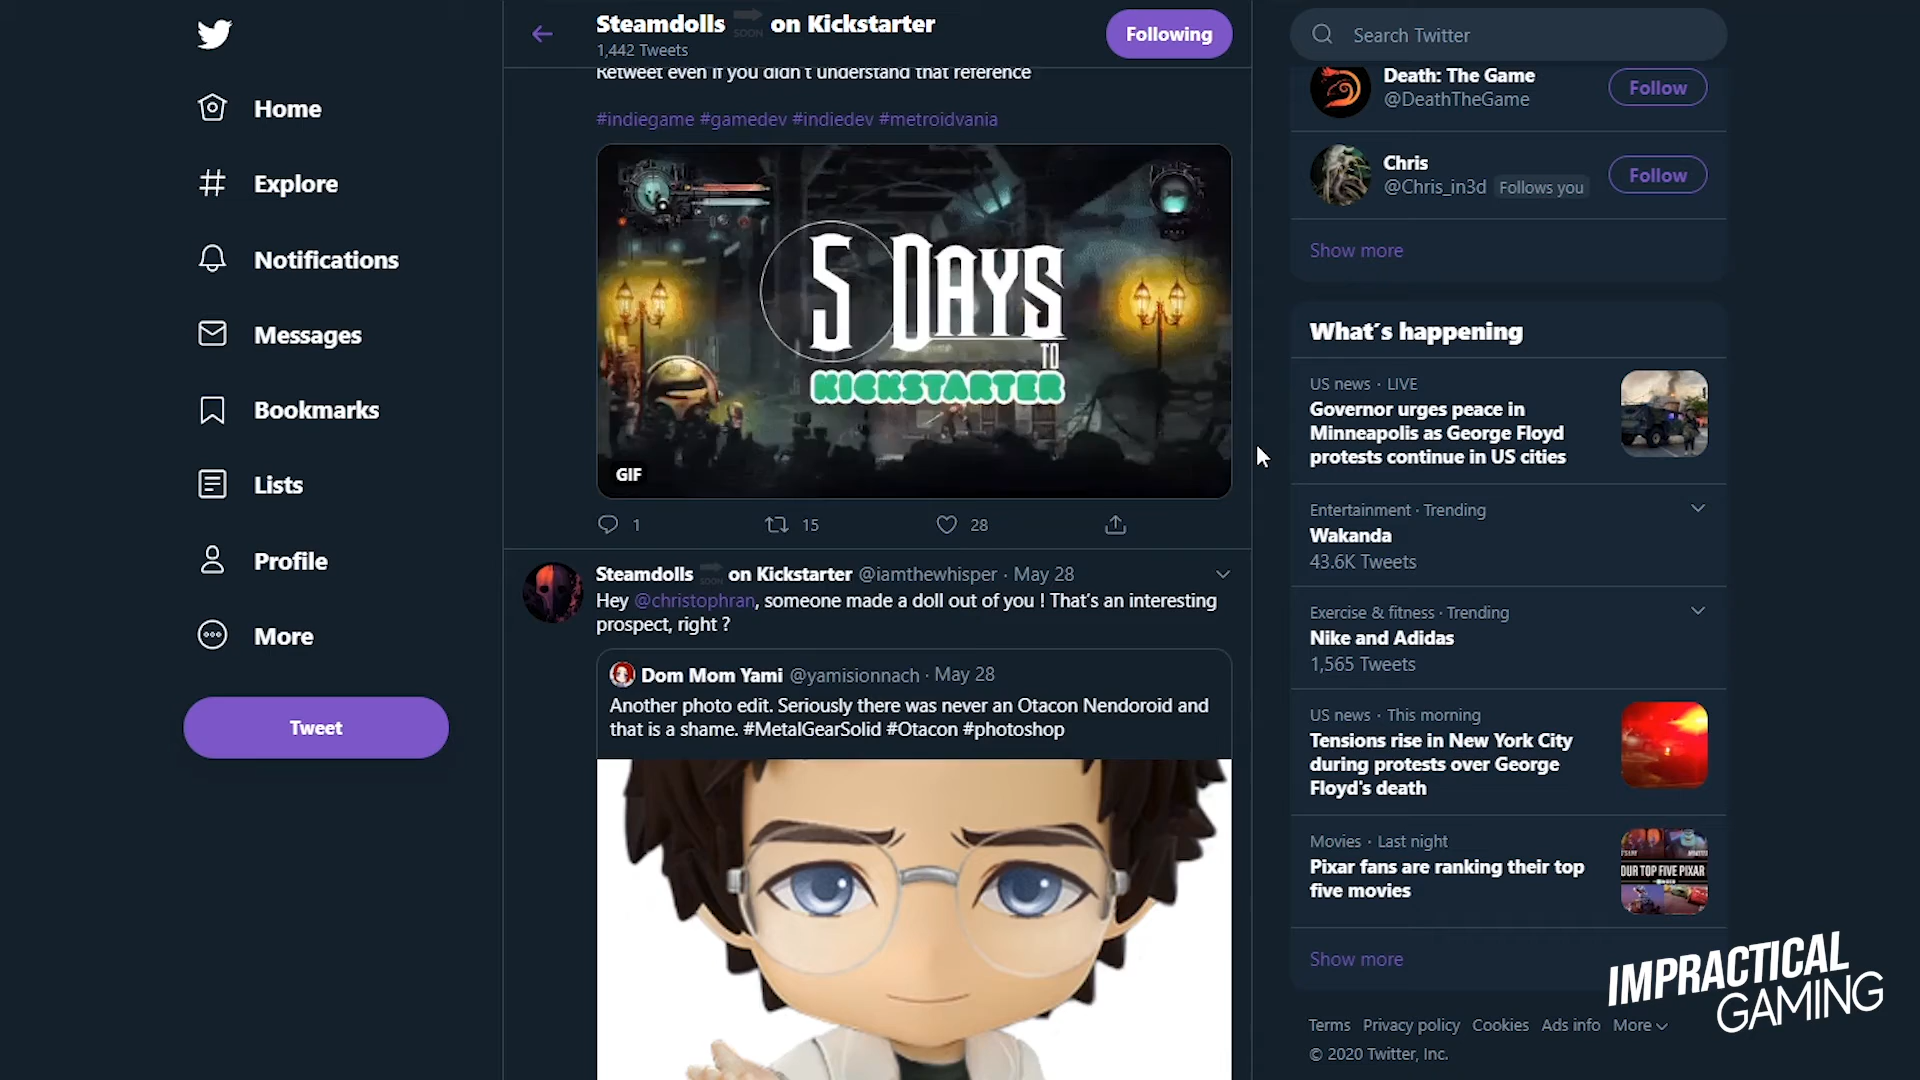 Home
Explore
Notifications
Messages
Bookmarks
Lists
Profile
More
Tweet
Steamdolls SOON on Kickstarter
1,442 Tweets
Following
Retweet even if you didn't understand that reference
#indiegame #gamedev #indiedev #metroidvania
5 DAYS
TO
KICKSTARTER
GIF
1 15 28
Steamdolls SOON on Kickstarter @iamthewhisper · May 28
Hey @christophran, someone made a doll out of you ! That's an interesting
prospect, right ?
Dom Mom Yami @yamisionnach · May 28
Another photo edit. Seriously there was never an Otacon Nendoroid and
that is a shame. #MetalGearSolid #Otacon #photoshop
Search Twitter
Death: The Game
@DeathTheGame
Follow
Chris
@Chris_in3d Follows you
Follow
Show more
What´s happening
US news · LIVE
Governor urges peace in
Minneapolis as George Floyd
protests continue in US cities
Entertainment · Trending
Wakanda
43.6K Tweets
Exercise & fitness · Trending
Nike and Adidas
1,565 Tweets
US news · This morning
Tensions rise in New York City
during protests over George
Floyd's death
Movies · Last night
Pixar fans are ranking their top
five movies
OUR TOP FIVE PIXAR
Show more
Terms Privacy policy Cookies Ads info More
© 2020 Twitter, Inc.
IMPRACTICAL
GAMING